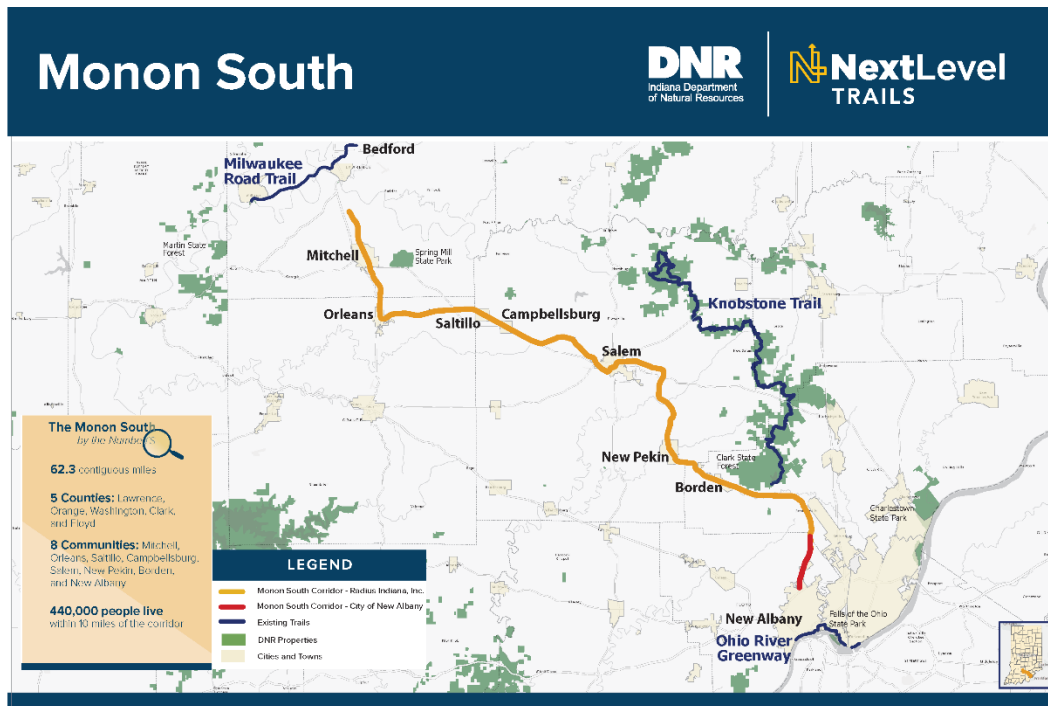 Monon South
DNR
Indiana Department
of Natural Resources
NextLevel
TRAILS
Bedford
Milwaukee
Road Trail
Martin State
Forest
Mitchell
Spring Mill
State Park
Orleans
Saltillo
Campbellsburg
Knobstone Trail
Salem
New Pekin
Clark State
Forest
Borden
Charlestown
State Park
New Albany
Falls of the Ohio
State Park
Ohio River
Greenway
The Monon South
by the Numbers
62.3 contiguous miles
5 Counties: Lawrence,
Orange, Washington, Clark,
and Floyd
8 Communities: Mitchell,
Orleans, Saltillo, Campbellsburg,
Salem, New Pekin, Borden,
and New Albany
440,000 people live
within 10 miles of the corridor
LEGEND
Monon South Corridor - Radius Indiana, Inc.
Monon South Corridor - City of New Albany
Existing Trails
DNR Properties
Cities and Towns